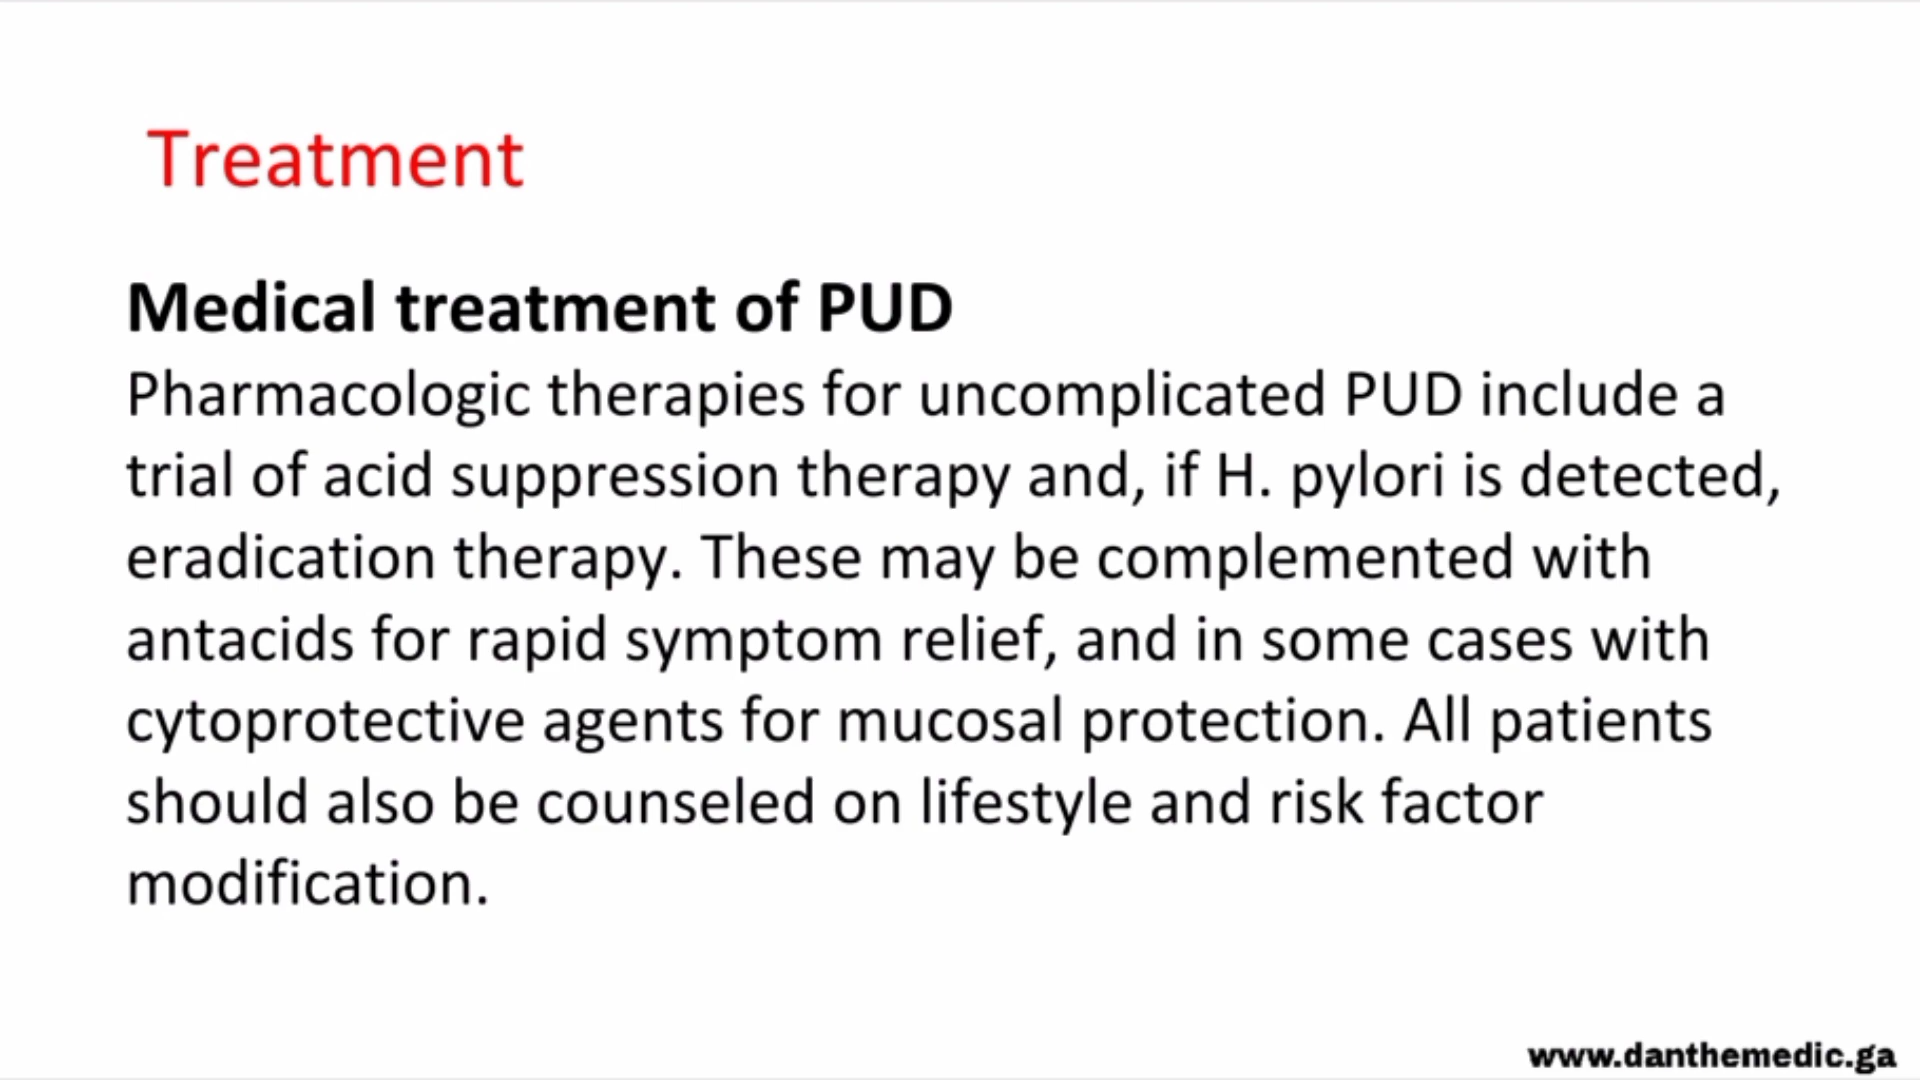 Treatment
Medical treatment of PUD
Pharmacologic therapies for uncomplicated PUD include a
trial of acid suppression therapy and, if H. pylori is detected,
eradication therapy. These may be complemented with
antacids for rapid symptom relief, and in some cases with
cytoprotective agents for mucosal protection. All patients
should also be counseled on lifestyle and risk factor
modification.
www.danthemedic.ga